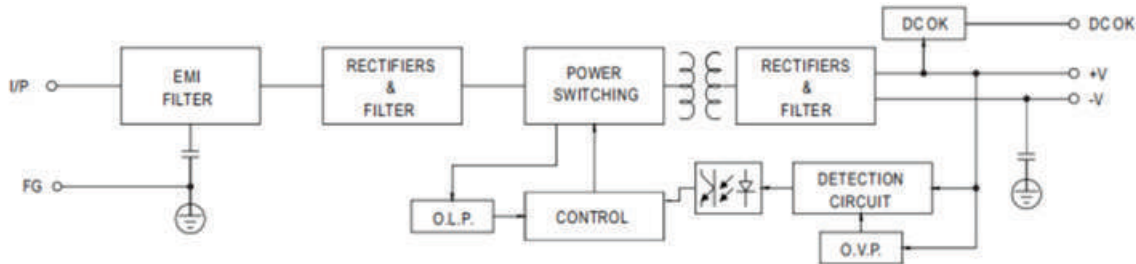 I/P
EMI
FILTER
RECTIFIERS
&
FILTER
POWER
SWITCHING
RECTIFIERS
&
FILTER
DC OK
DC OK
+V
-V
FG
O.L.P.
CONTROL
DETECTION
CIRCUIT
O.V.P.